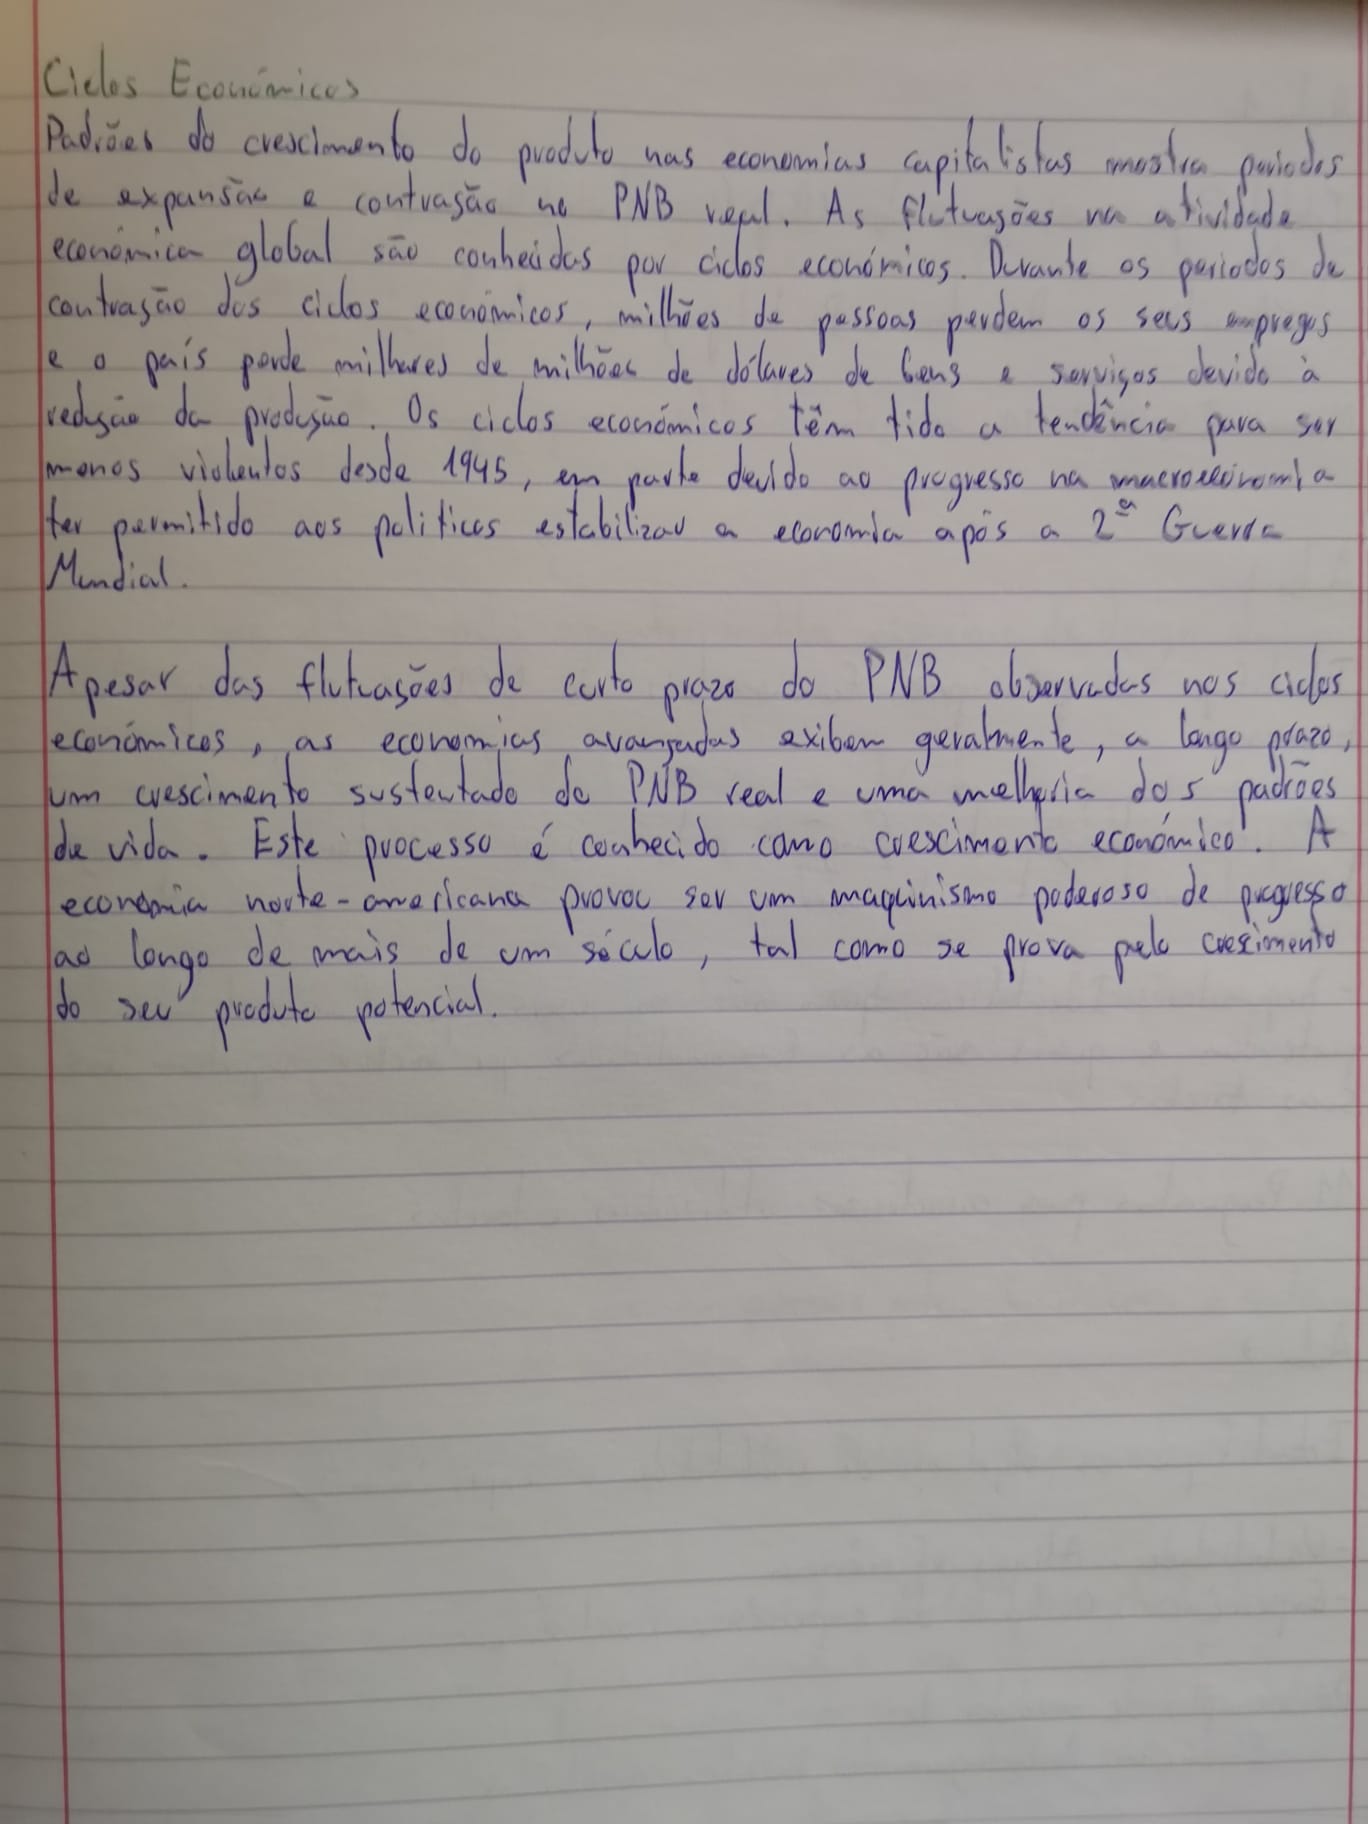 Ciclos Económicos
Padrões do crescimento do produto nas economias capitalistas mostra periodos
de expansão e contração no PNB real. As flutuações na atividade
económica global são conhecidas por ciclos económicos. Durante os periodos de
contração dos ciclos económicos, milhões de pessoas perdem os seus empregos
e o país perde milhares de milhões de dólares de bens e serviços devido à
redução da produção. Os ciclos económicos têm tido a tendência para ser
menos violentos desde 1945, em parte devido ao progresso na macroeconomia
ter permitido aos politicos estabilizar a economia após a 2ª Guerra
Mundial.
Apesar das flutuações de curto prazo do PNB observadas nos ciclos
económicos, as economias avançadas exibem geralmente, a longo prazo,
um crescimento sustentado do PNB real e uma melhoria dos padrões
de vida. Este processo é conhecido como crescimento económico. A
economia norte-americana provou ser um maquinismo poderoso de progresso
ao longo de mais de um século, tal como se prova pelo crescimento
do seu produto potencial.